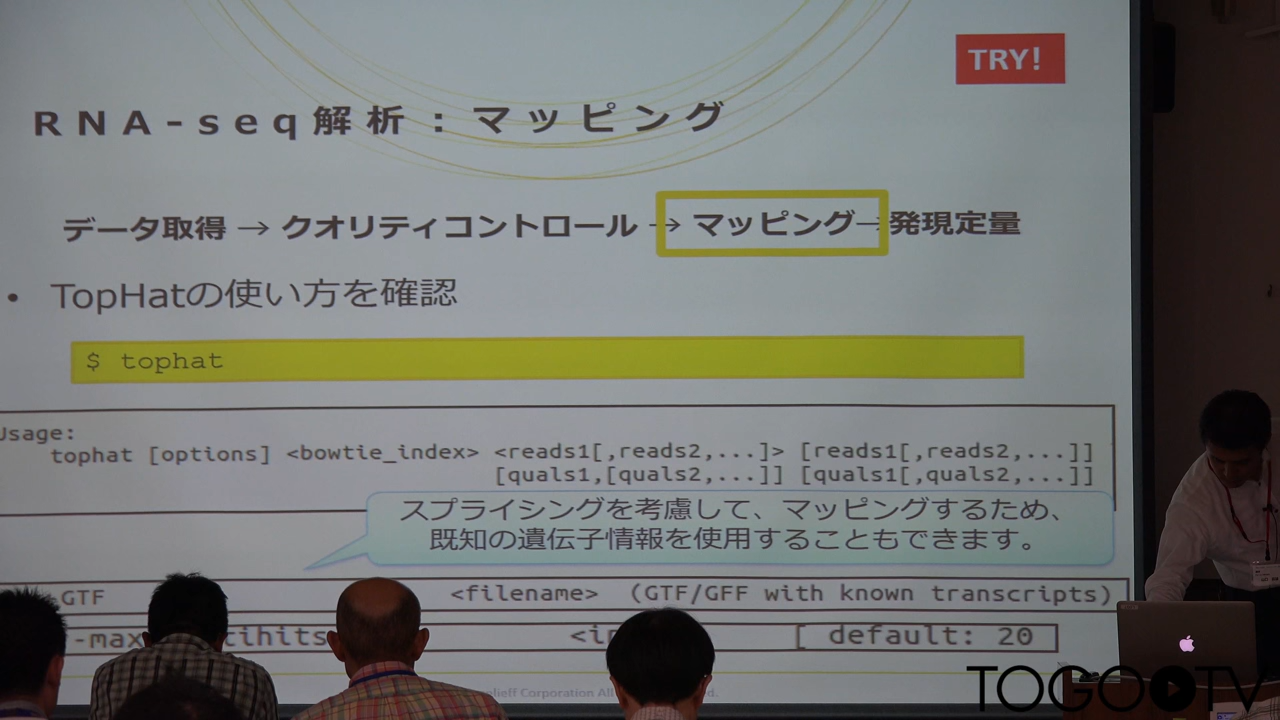 TRY!
RNA-seq解析:マッピング
データ取得 → クオリティコントロール → マッピング→発現定量
• TopHatの使い方を確認
$ tophat
Usage:
tophat [options] <bowtie_index> <reads1[,reads2,...]> [reads1[,reads2,...]]
[quals1,[quals2,...]] [quals1[,quals2,...]]
スプライシングを考慮して、マッピングするため、
既知の遺伝子情報を使用することもできます。
GTF <filename> (GTF/GFF with known transcripts)
[ default: 20
Corporation All
TOGOTV